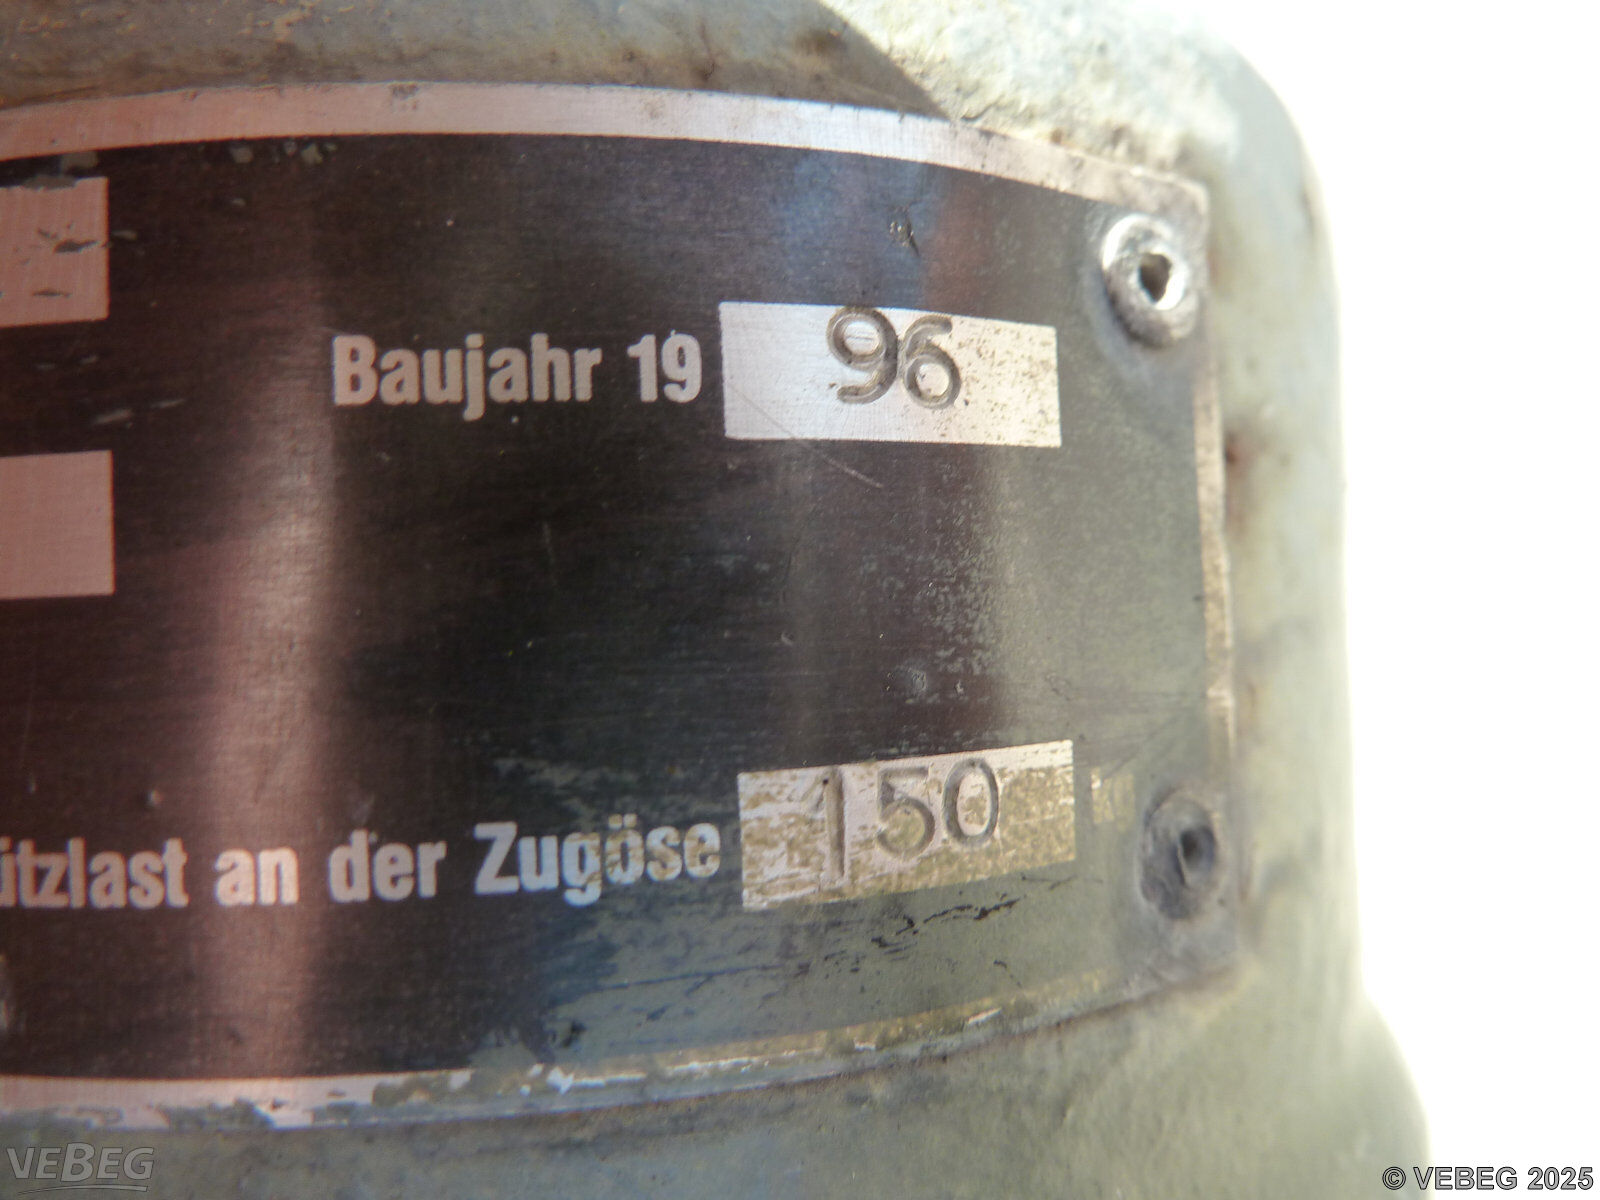 Baujahr 19 96
ützlast an der Zugöse 150
VEBEG
© VEBEG 2025